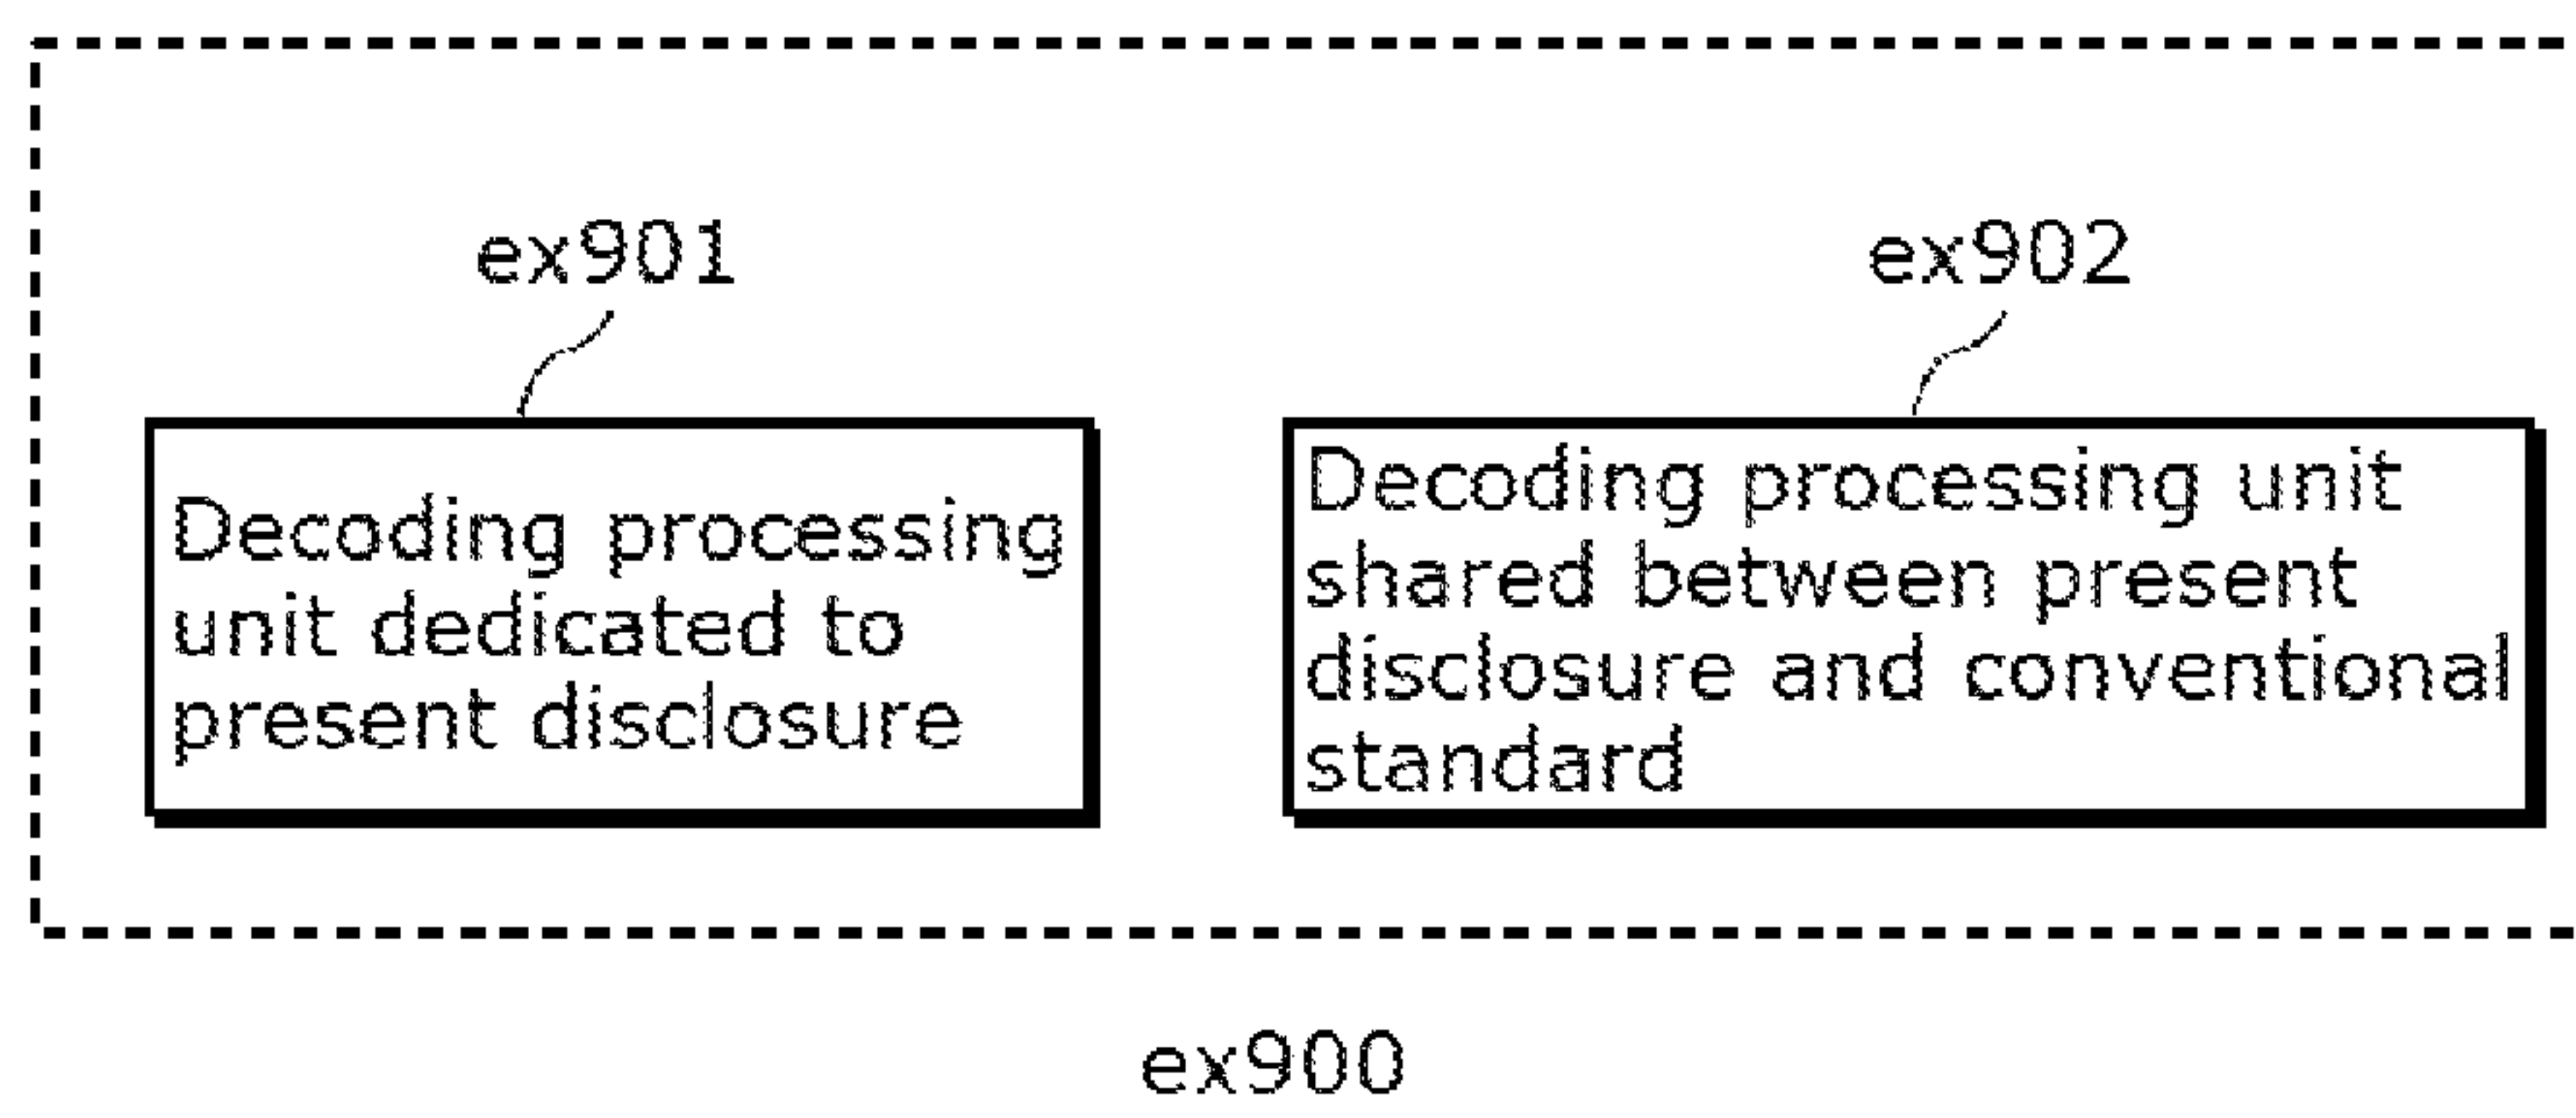 ex901
ex902
Decoding processing
unit dedicated to
present disclosure
Decoding processing unit
shared between present
disclosure and conventional
standard
ex900